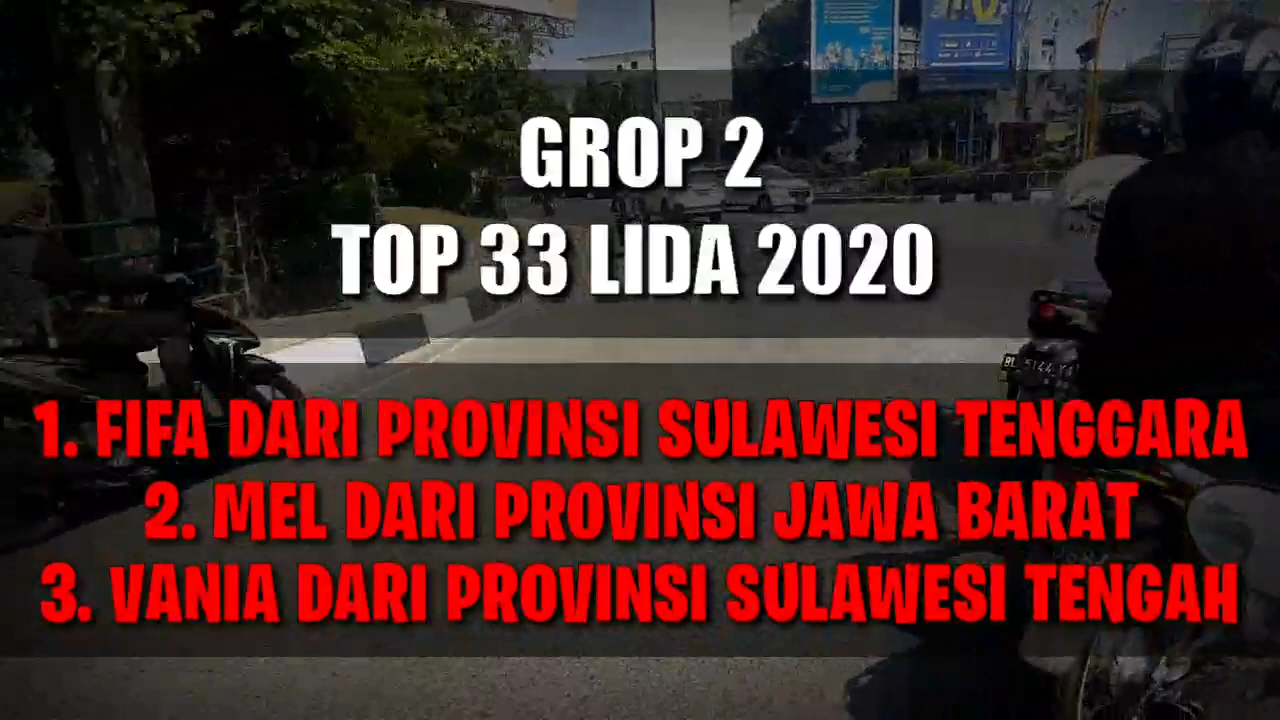 GROP 2
TOP 33 LIDA 2020
1. FIFA DARI PROVINSI SULAWESI TENGGARA
2. MEL DARI PROVINSI JAWA BARAT
3. VANIA DARI PROVINSI SULAWESI TENGAH